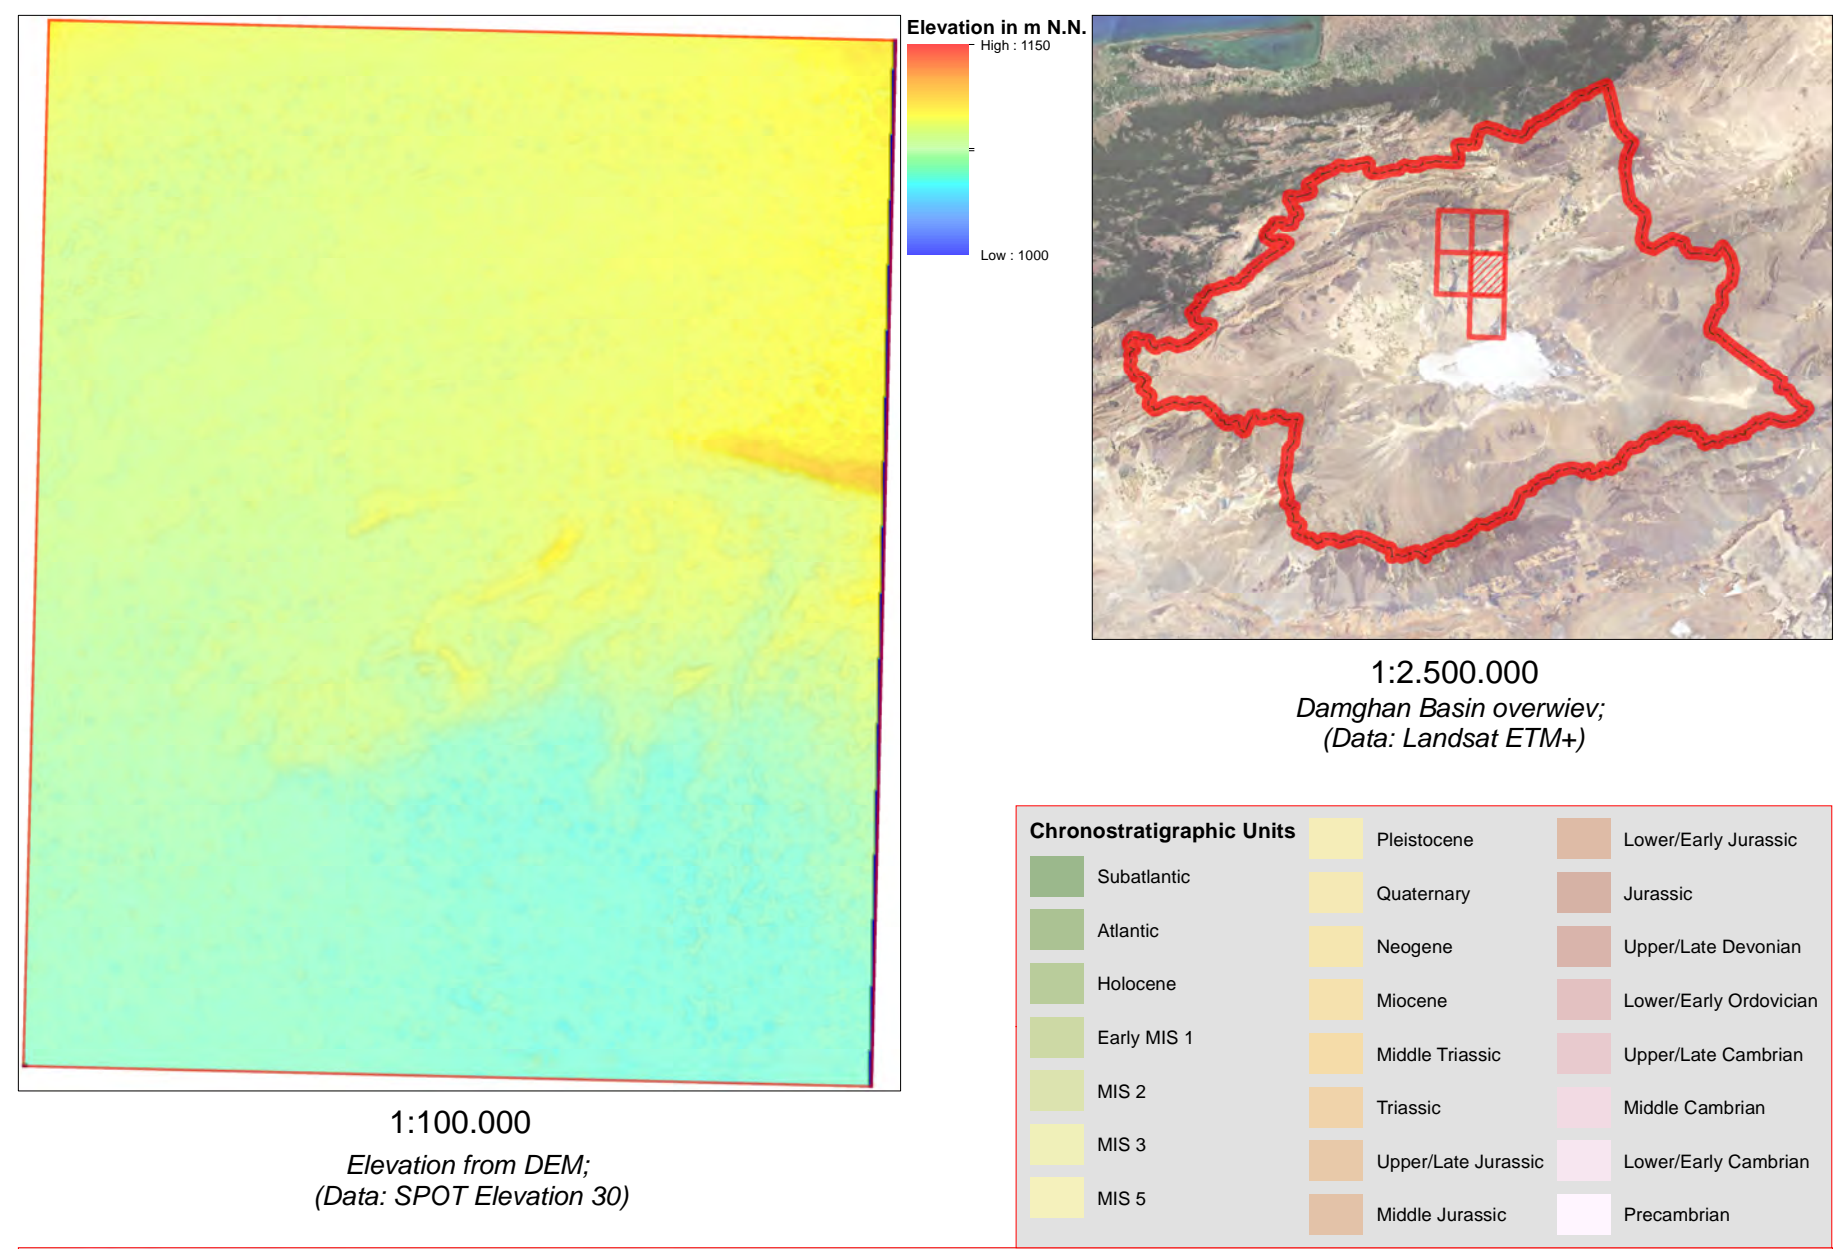 Elevation in m N.N.
High : 1150
=
Low : 1000
1:100.000
Elevation from DEM;
(Data: SPOT Elevation 30)
1:2.500.000
Damghan Basin overwiev;
(Data: Landsat ETM+)
Chronostratigraphic Units
Subatlantic
Atlantic
Holocene
Early MIS 1
MIS 2
MIS 3
MIS 5
Pleistocene
Quaternary
Neogene
Miocene
Middle Triassic
Triassic
Upper/Late Jurassic
Middle Jurassic
Lower/Early Jurassic
Jurassic
Upper/Late Devonian
Lower/Early Ordovician
Upper/Late Cambrian
Middle Cambrian
Lower/Early Cambrian
Precambrian